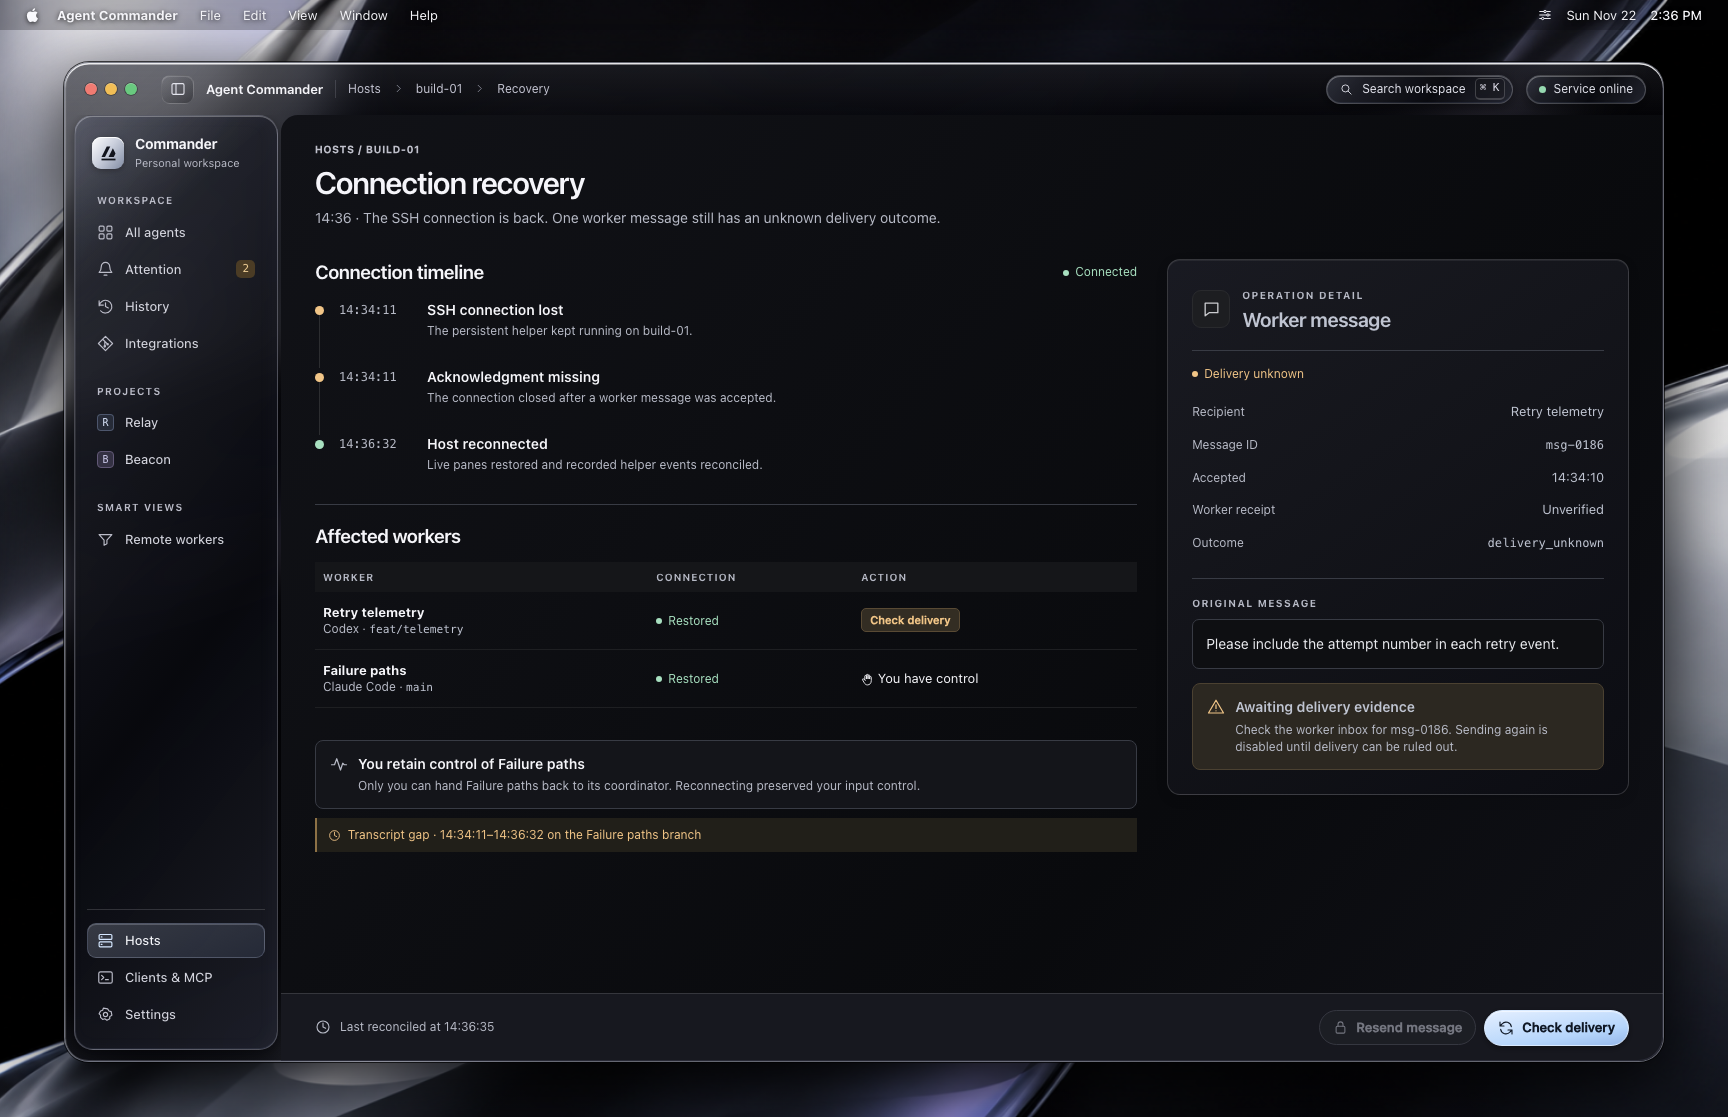 Agent Commander File Edit View Window Help
Sun Nov 22 2:36 PM
Agent Commander Hosts build-01 Recovery
Search workspace ⌘ K
Service online
Commander
Personal workspace
WORKSPACE
All agents
Attention 2
History
Integrations
PROJECTS
R Relay
B Beacon
SMART VIEWS
Remote workers
Hosts
Clients & MCP
Settings
HOSTS / BUILD-01
Connection recovery
14:36 · The SSH connection is back. One worker message still has an unknown delivery outcome.
Connection timeline
Connected
14:34:11 SSH connection lost
The persistent helper kept running on build-01.
14:34:11 Acknowledgment missing
The connection closed after a worker message was accepted.
14:36:32 Host reconnected
Live panes restored and recorded helper events reconciled.
Affected workers
WORKER CONNECTION ACTION
Retry telemetry
Codex · feat/telemetry
Restored
Check delivery
Failure paths
Claude Code · main
Restored
You have control
You retain control of Failure paths
Only you can hand Failure paths back to its coordinator. Reconnecting preserved your input control.
Transcript gap · 14:34:11–14:36:32 on the Failure paths branch
OPERATION DETAIL
Worker message
Delivery unknown
Recipient Retry telemetry
Message ID msg-0186
Accepted 14:34:10
Worker receipt Unverified
Outcome delivery_unknown
ORIGINAL MESSAGE
Please include the attempt number in each retry event.
Awaiting delivery evidence
Check the worker inbox for msg-0186. Sending again is
disabled until delivery can be ruled out.
Last reconciled at 14:36:35
Resend message
Check delivery